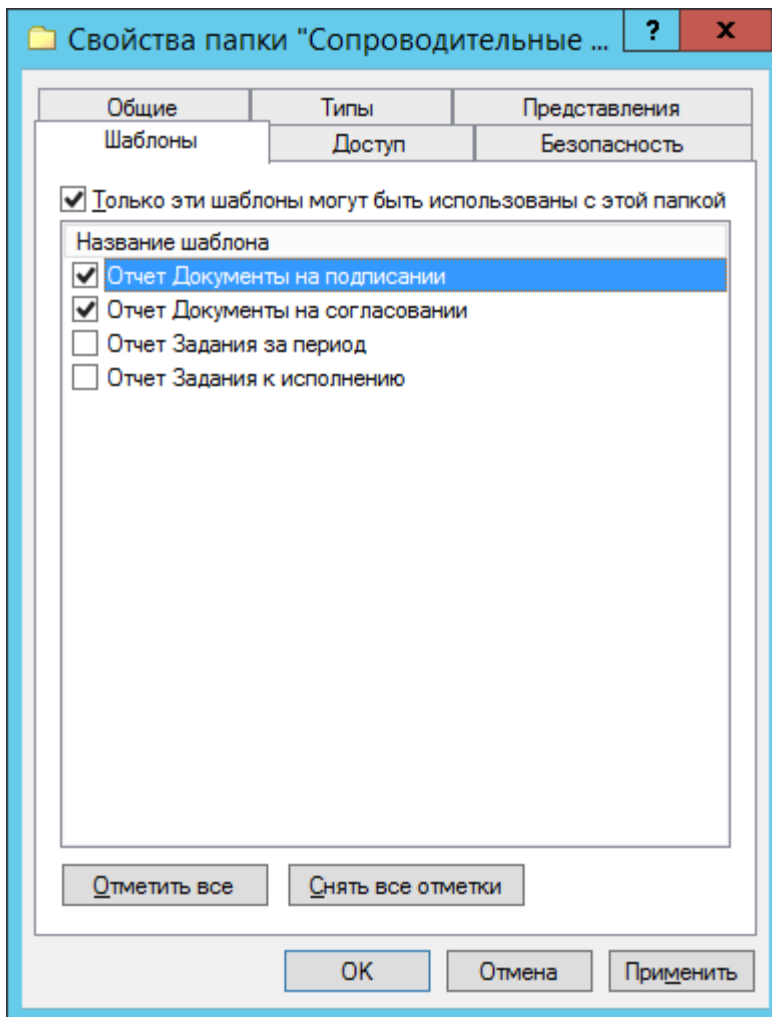 Свойства папки "Сопроводительные ...
?
x
Общие
Типы
Представления
Шаблоны
Доступ
Безопасность
Только эти шаблоны могут быть использованы с этой папкой
Название шаблона
Отчет Документы на подписании
Отчет Документы на согласовании
Отчет Задания за период
Отчет Задания к исполнению
Отметить все
Снять все отметки
OK
Отмена
Применить